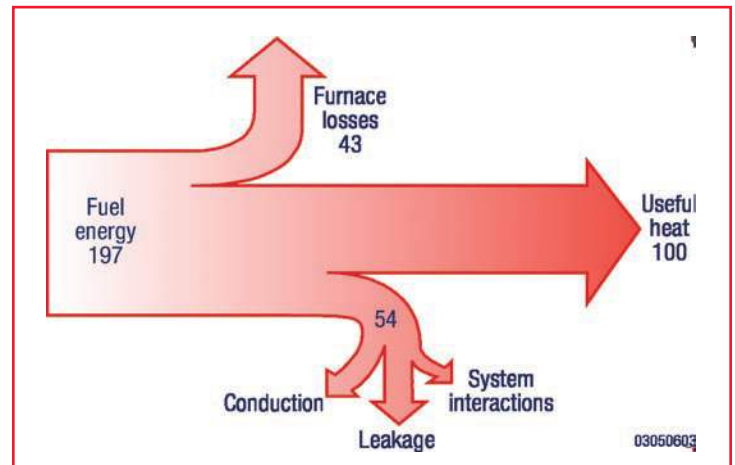 Furnace
losses
43
Fuel
energy
197
Useful
heat
100
54
Conduction
System
interactions
Leakage
03050603